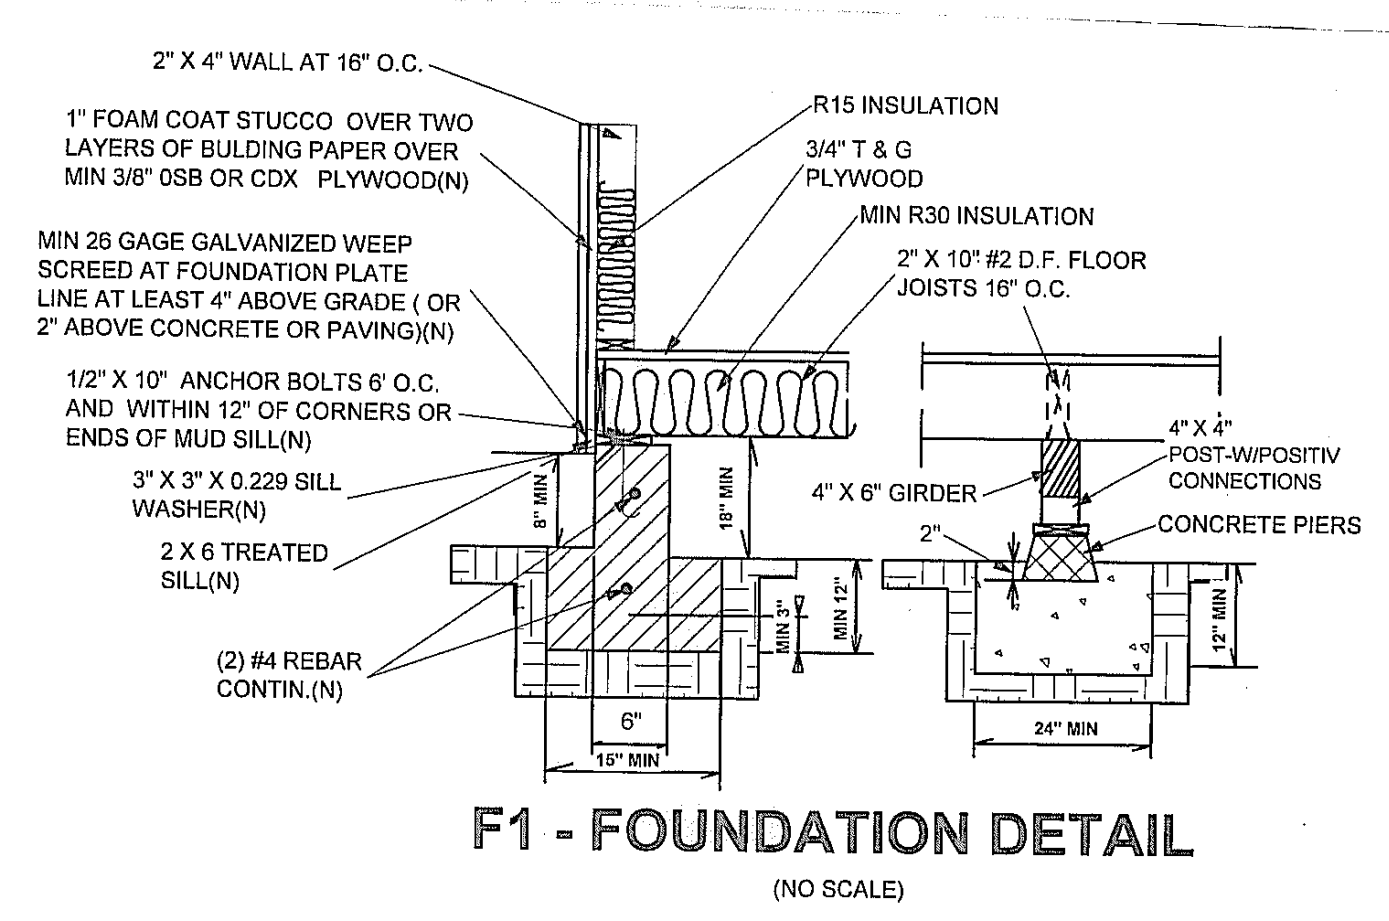 2" X 4" WALL AT 16" O.C.
1" FOAM COAT STUCCO OVER TWO
LAYERS OF BULDING PAPER OVER
MIN 3/8" 0SB OR CDX PLYWOOD(N)
MIN 26 GAGE GALVANIZED WEEP
SCREED AT FOUNDATION PLATE
LINE AT LEAST 4" ABOVE GRADE ( OR
2" ABOVE CONCRETE OR PAVING)(N)
1/2" X 10" ANCHOR BOLTS 6' O.C.
AND WITHIN 12" OF CORNERS OR
ENDS OF MUD SILL(N)
3" X 3" X 0.229 SILL
WASHER(N)
2 X 6 TREATED
SILL(N)
(2) #4 REBAR
CONTIN.(N)
R15 INSULATION
3/4" T & G
PLYWOOD
MIN R30 INSULATION
2" X 10" #2 D.F. FLOOR
JOISTS 16" O.C.
8" MIN
18" MIN
MIN 3"
MIN 12"
6"
15" MIN
4" X 4"
POST-W/POSITIV
CONNECTIONS
4" X 6" GIRDER
CONCRETE PIERS
2"
12" MIN
24" MIN
F1 - FOUNDATION DETAIL
(NO SCALE)